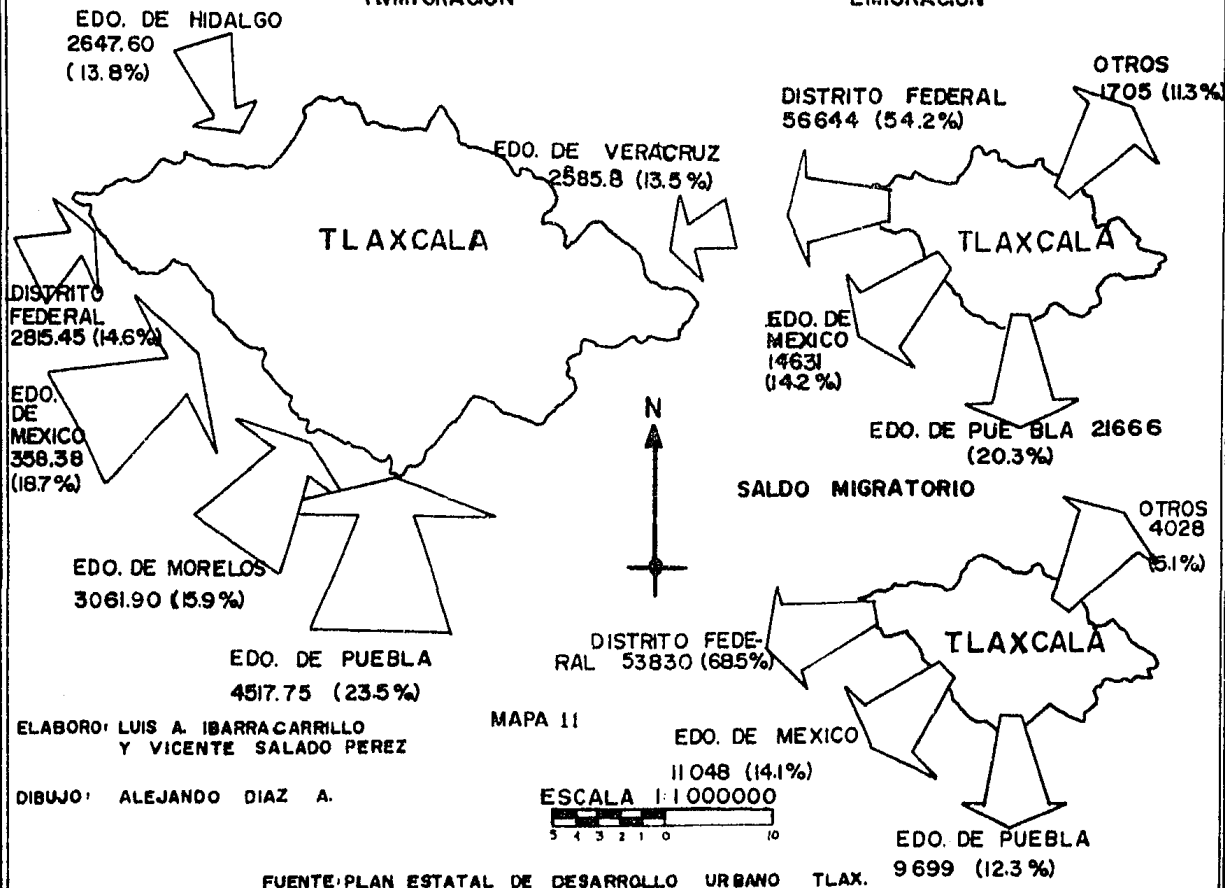 INMIGRACION
EMIGRACION
EDO. DE HIDALGO
2647.60
(13.8%)
EDO. DE VERACRUZ
2585.8 (13.5%)
TLAXCALA
DISTRITO
FEDERAL
2815.45 (14.6%)
EDO.
DE
MEXICO
358.38
(18.7%)
EDO. DE MORELOS
3061.90 (15.9%)
EDO. DE PUEBLA
4517.75 (23.5%)
N
OTROS
1705 (11.3%)
DISTRITO FEDERAL
56644 (54.2%)
TLAXCALA
EDO. DE
MEXICO
14631
(14.2%)
EDO. DE PUEBLA 21666
(20.3%)
SALDO MIGRATORIO
OTROS
4028
(5.1%)
DISTRITO FEDE-
RAL 53830 (68.5%)
TLAXCALA
EDO. DE MEXICO
11048 (14.1%)
EDO. DE PUEBLA
9699 (12.3%)
ELABORO: LUIS A. IBARRA CARRILLO
Y VICENTE SALADO PEREZ
MAPA 11
DIBUJO: ALEJANDO DIAZ A.
ESCALA 1:1000000
5 4 3 2 1 0 10
FUENTE: PLAN ESTATAL DE DESARROLLO URBANO TLAX.